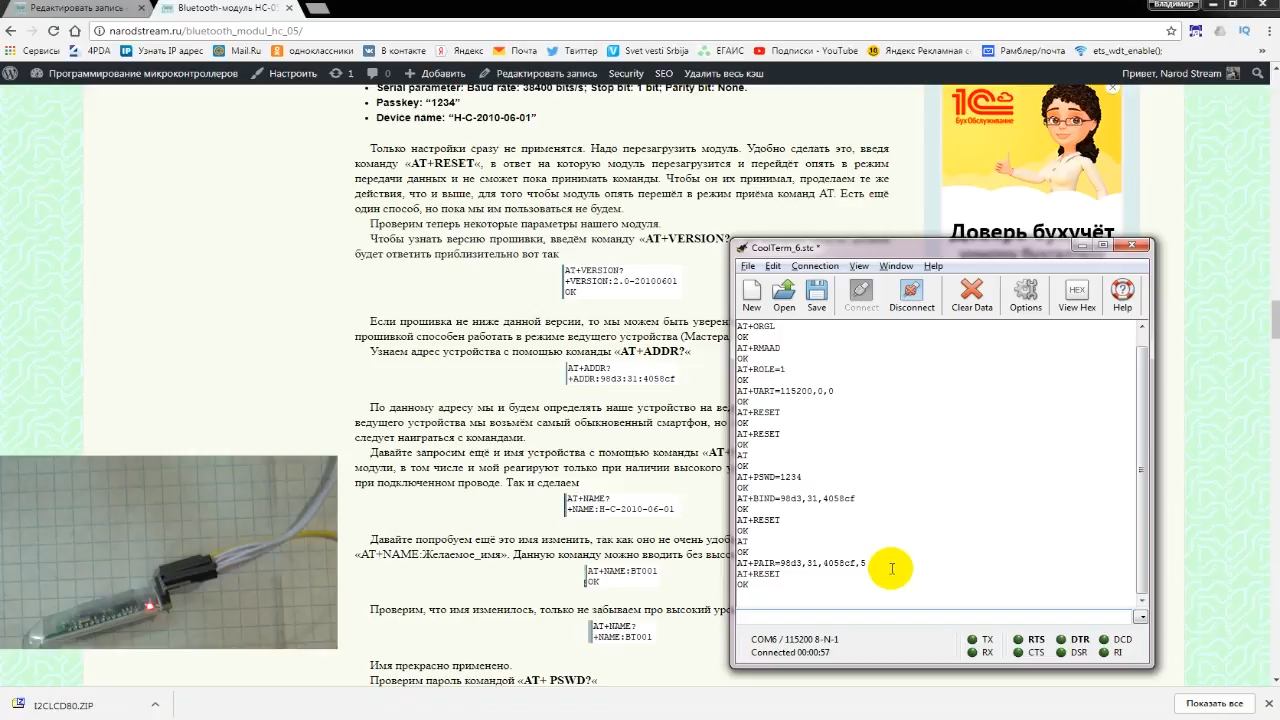 Редактировать запись
Bluetooth-модуль HC-05
Владимир
narodstream.ru/bluetooth_modul_hc_05/
Сервисы
4PDA
Узнать IP адрес
Mail.Ru
одноклассники
В контакте
Яндекс
Почта
Твиттер
Svet vesti Srbija
ЕГАИС
Подписки - YouTube
Яндекс Рекламная с
Рамблер/почта
ets_wdt_enable();
Программирование микроконтроллеров
Настроить
1
0
Добавить
Редактировать запись
Security
SEO
Удалить весь кэш
Привет, Narod Stream
Serial parameter: Baud rate: 38400 bits/s; Stop bit: 1 bit; Parity bit: None.
Passkey: “1234”
Device name: “H-C-2010-06-01”
Только настройки сразу не применятся. Надо перезагрузить модуль. Удобно сделать это, введя
команду «AT+RESET«, в ответ на которую модуль перезагрузится и перейдёт опять в режим
передачи данных и не сможет пока принимать команды. Чтобы он их принимал, проделаем те же
действия, что и выше, для того чтобы модуль опять перешёл в режим приёма команд АТ. Есть ещё
один способ, но пока мы им пользоваться не будем.
Проверим теперь некоторые параметры нашего модуля.
Чтобы узнать версию прошивки, введём команду «AT+VERSION?
будет ответить приблизительно вот так
AT+VERSION?
+VERSION:2.0-20100601
OK
Если прошивка не ниже данной версии, то мы можем быть уверен
прошивкой способен работать в режиме ведущего устройства (Мастера
Узнаем адрес устройства с помощью команды «AT+ADDR?«
AT+ADDR?
+ADDR:98d3:31:4058cf
По данному адресу мы и будем определять наше устройство на ве
ведущего устройства мы возьмём самый обыкновенный смартфон, но
следует наиграться с командами.
Давайте запросим ещё и имя устройства с помощью команды «AT+
модули, в том числе и мой реагируют только при наличии высокого у
при подключенном проводе. Так и сделаем
AT+NAME?
+NAME:H-C-2010-06-01
Давайте попробуем ещё это имя изменить, так как оно не очень удоб
«AT+NAME:Желаемое_имя». Данную команду можно вводить без высо
AT+NAME:BT001
OK
Проверим, что имя изменилось, только не забываем про высокий уро
AT+NAME?
+NAME:BT001
Имя прекрасно применено.
Проверим пароль командой «AT+ PSWD?«
1С
БухОбслуживание
Доверь бухучёт
CoolTerm_6.stc *
File Edit Connection View Window Help
New Open Save Connect Disconnect Clear Data Options View Hex Help
HEX
AT+ORGL
OK
AT+RMAAD
OK
AT+ROLE=1
OK
AT+UART=115200,0,0
OK
AT+RESET
OK
AT+RESET
OK
AT
OK
AT+PSWD=1234
OK
AT+BIND=98d3,31,4058cf
OK
AT+RESET
OK
AT
OK
AT+PAIR=98d3,31,4058cf,5
AT+RESET
OK
COM6 / 115200 8-N-1
Connected 00:00:57
TX RTS DTR DCD
RX CTS DSR RI
I2CLCD80.ZIP
Показать все